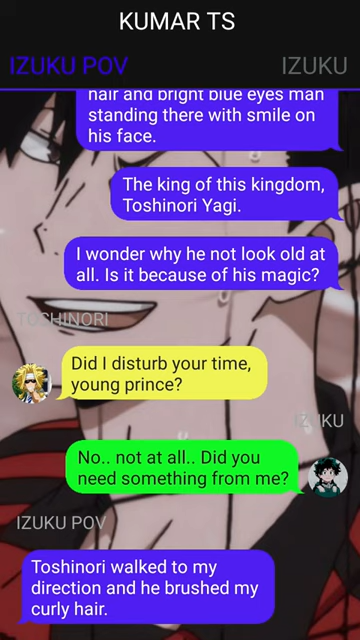 KUMAR TS
IZUKU POV
IZUKU
hair and bright blue eyes man
standing there with smile on
his face.
The king of this kingdom,
Toshinori Yagi.
I wonder why he not look old at
all. Is it because of his magic?
TOSHINORI
Did I disturb your time,
young prince?
IZUKU
No.. not at all.. Did you
need something from me?
IZUKU POV
Toshinori walked to my
direction and he brushed my
curly hair.